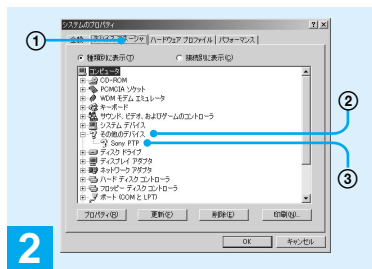 システムのプロパティ
①
全般 デバイス マネージャ ハードウェア プロファイル パフォーマンス
種類別に表示(T) 接続別に表示(C)
コンピュータ
CD-ROM
PCMCIA ソケット
WDM モデム エミュレータ
キーボード
サウンド、ビデオ、およびゲームのコントローラ
システム デバイス
②
その他のデバイス
Sony PTP
③
ディスク ドライブ
ディスプレイ アダプタ
ネットワーク アダプタ
ハード ディスク コントローラ
フロッピー ディスク コントローラ
ポート (COM と LPT)
プロパティ(R) 更新(F) 削除(E) 印刷(N)...
OK キャンセル
2